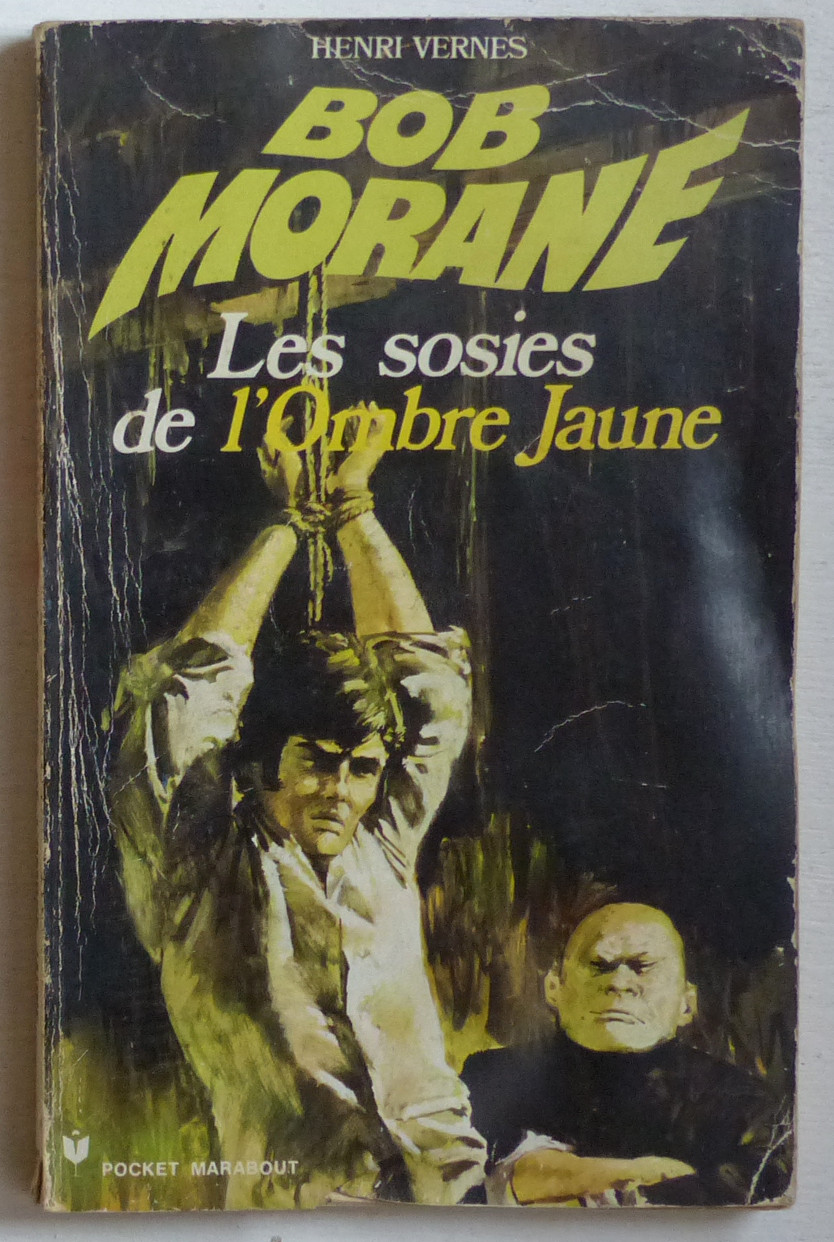 HENRI VERNES
BOB
MORANE
Les sosies
de l'Ombre Jaune
POCKET MARABOUT